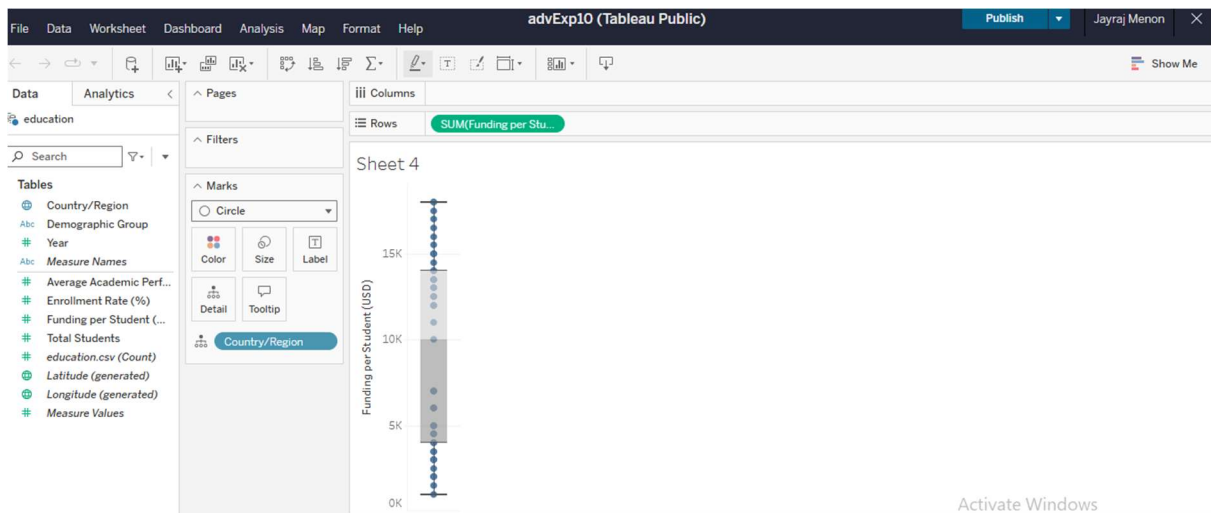 advExp10 (Tableau Public)
Publish
Jayraj Menon
File Data Worksheet Dashboard Analysis Map Format Help
Show Me
Data Analytics
education
Search
Tables
Country/Region
Abc Demographic Group
# Year
Abc Measure Names
# Average Academic Perf...
# Enrollment Rate (%)
# Funding per Student (...
# Total Students
# education.csv (Count)
Latitude (generated)
Longitude (generated)
# Measure Values
Pages
Filters
Marks
Circle
Color Size Label
Detail Tooltip
Country/Region
iii Columns
Rows SUM(Funding per Stu...
Sheet 4
Funding per Student (USD)
15K
10K
5K
0K
Activate Windows